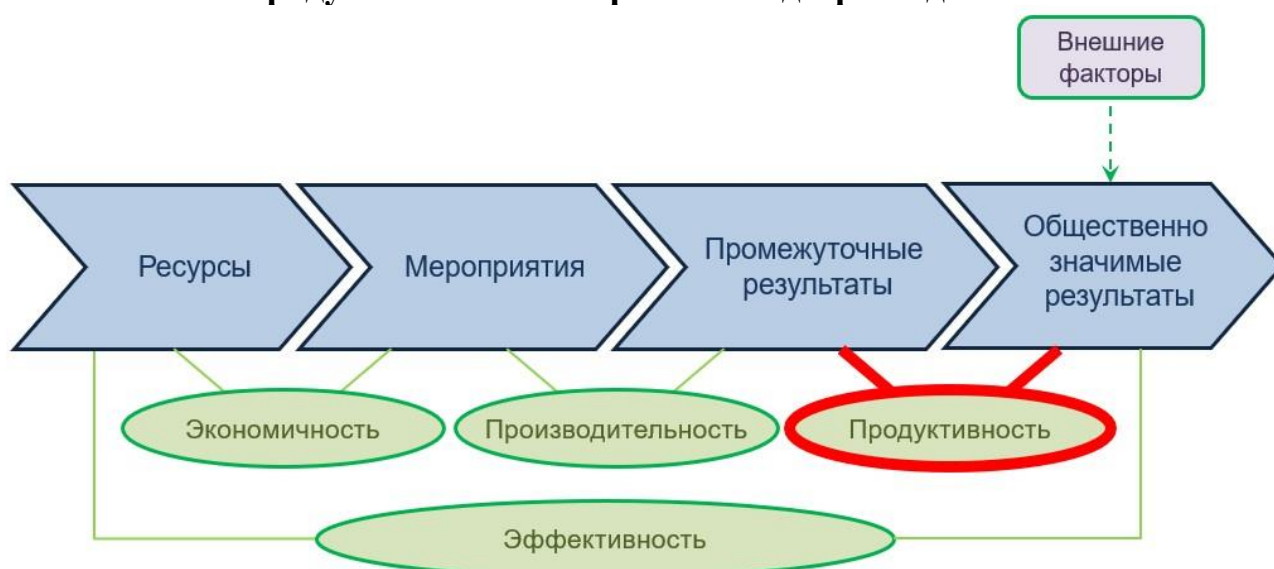 Внешние
факторы
Ресурсы
Мероприятия
Промежуточные
результаты
Общественно
значимые
результаты
Экономичность
Производительность
Продуктивность
Эффективность